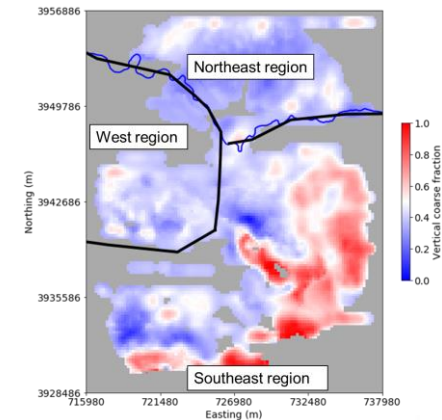 3956886
Northeast region
3949786
West region
1.0
0.8
Northing (m)
3942686
0.6
Vertical coarse fraction
0.4
0.2
0.0
3935586
Southeast region
3928486
715980
721480
726980
732480
737980
Easting (m)